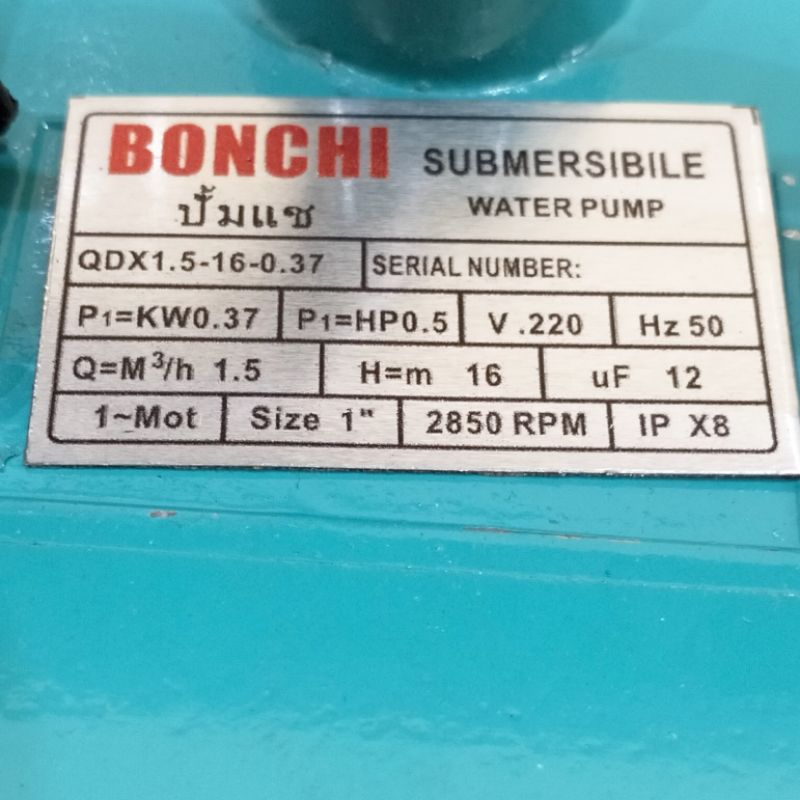 BONCHI SUBMERSIBILE
ปั้มแช WATER PUMP
QDX1.5-16-0.37 SERIAL NUMBER:
P1=KW0.37 P1=HP0.5 V .220 Hz 50
Q=M³/h 1.5 H=m 16 uF 12
1~Mot Size 1" 2850 RPM IP X8